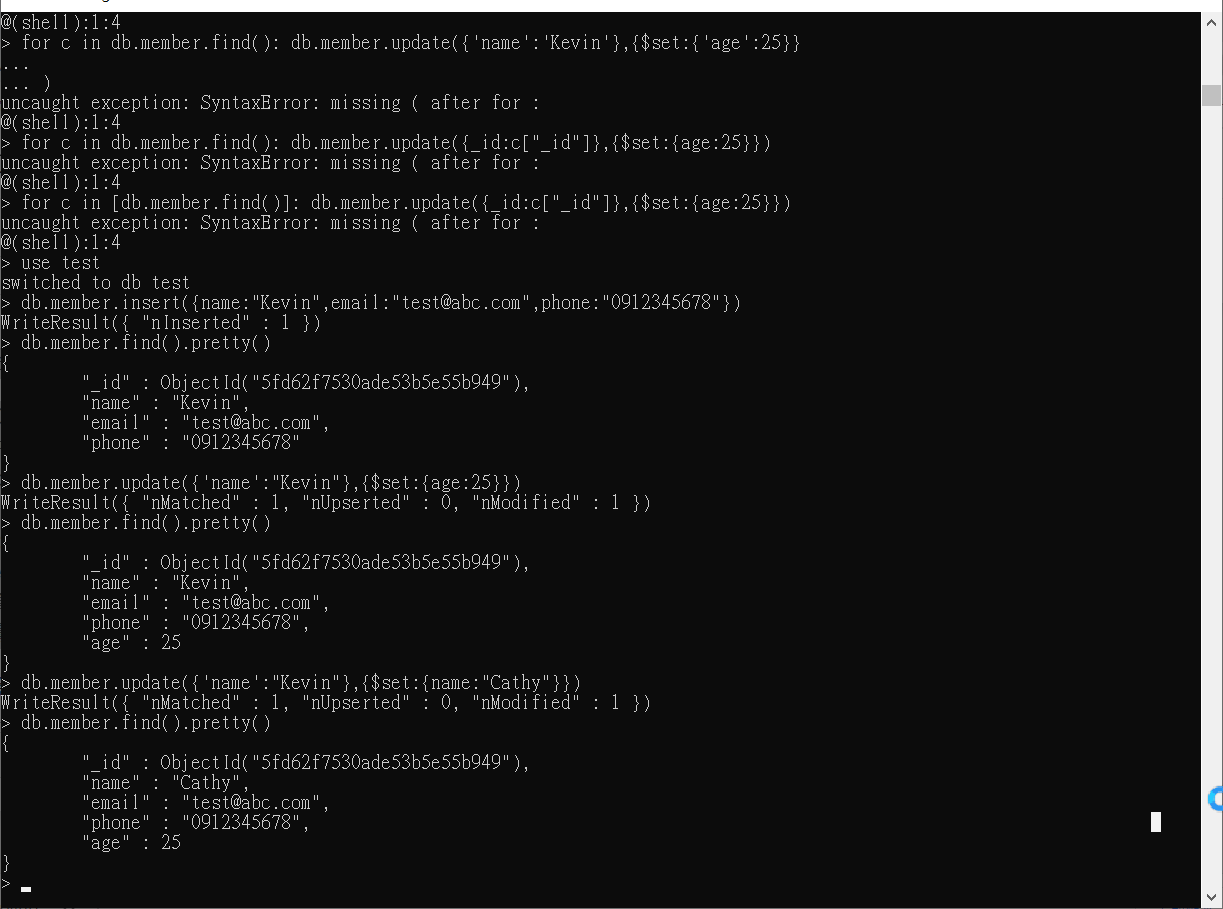 @(shell):1:4
> for c in db.member.find(): db.member.update({'name':'Kevin'},{$set:{'age':25}}
...
... )
uncaught exception: SyntaxError: missing ( after for :
@(shell):1:4
> for c in db.member.find(): db.member.update({_id:c["_id"]},{$set:{age:25}})
uncaught exception: SyntaxError: missing ( after for :
@(shell):1:4
> for c in [db.member.find()]: db.member.update({_id:c["_id"]},{$set:{age:25}})
uncaught exception: SyntaxError: missing ( after for :
@(shell):1:4
> use test
switched to db test
> db.member.insert({name:"Kevin",email:"test@abc.com",phone:"0912345678"})
WriteResult({ "nInserted" : 1 })
> db.member.find().pretty()
{
        "_id" : ObjectId("5fd62f7530ade53b5e55b949"),
        "name" : "Kevin",
        "email" : "test@abc.com",
        "phone" : "0912345678"
}
> db.member.update({'name':"Kevin"},{$set:{age:25}})
WriteResult({ "nMatched" : 1, "nUpserted" : 0, "nModified" : 1 })
> db.member.find().pretty()
{
        "_id" : ObjectId("5fd62f7530ade53b5e55b949"),
        "name" : "Kevin",
        "email" : "test@abc.com",
        "phone" : "0912345678",
        "age" : 25
}
> db.member.update({'name':"Kevin"},{$set:{name:"Cathy"}})
WriteResult({ "nMatched" : 1, "nUpserted" : 0, "nModified" : 1 })
> db.member.find().pretty()
{
        "_id" : ObjectId("5fd62f7530ade53b5e55b949"),
        "name" : "Cathy",
        "email" : "test@abc.com",
        "phone" : "0912345678",
        "age" : 25
}
>